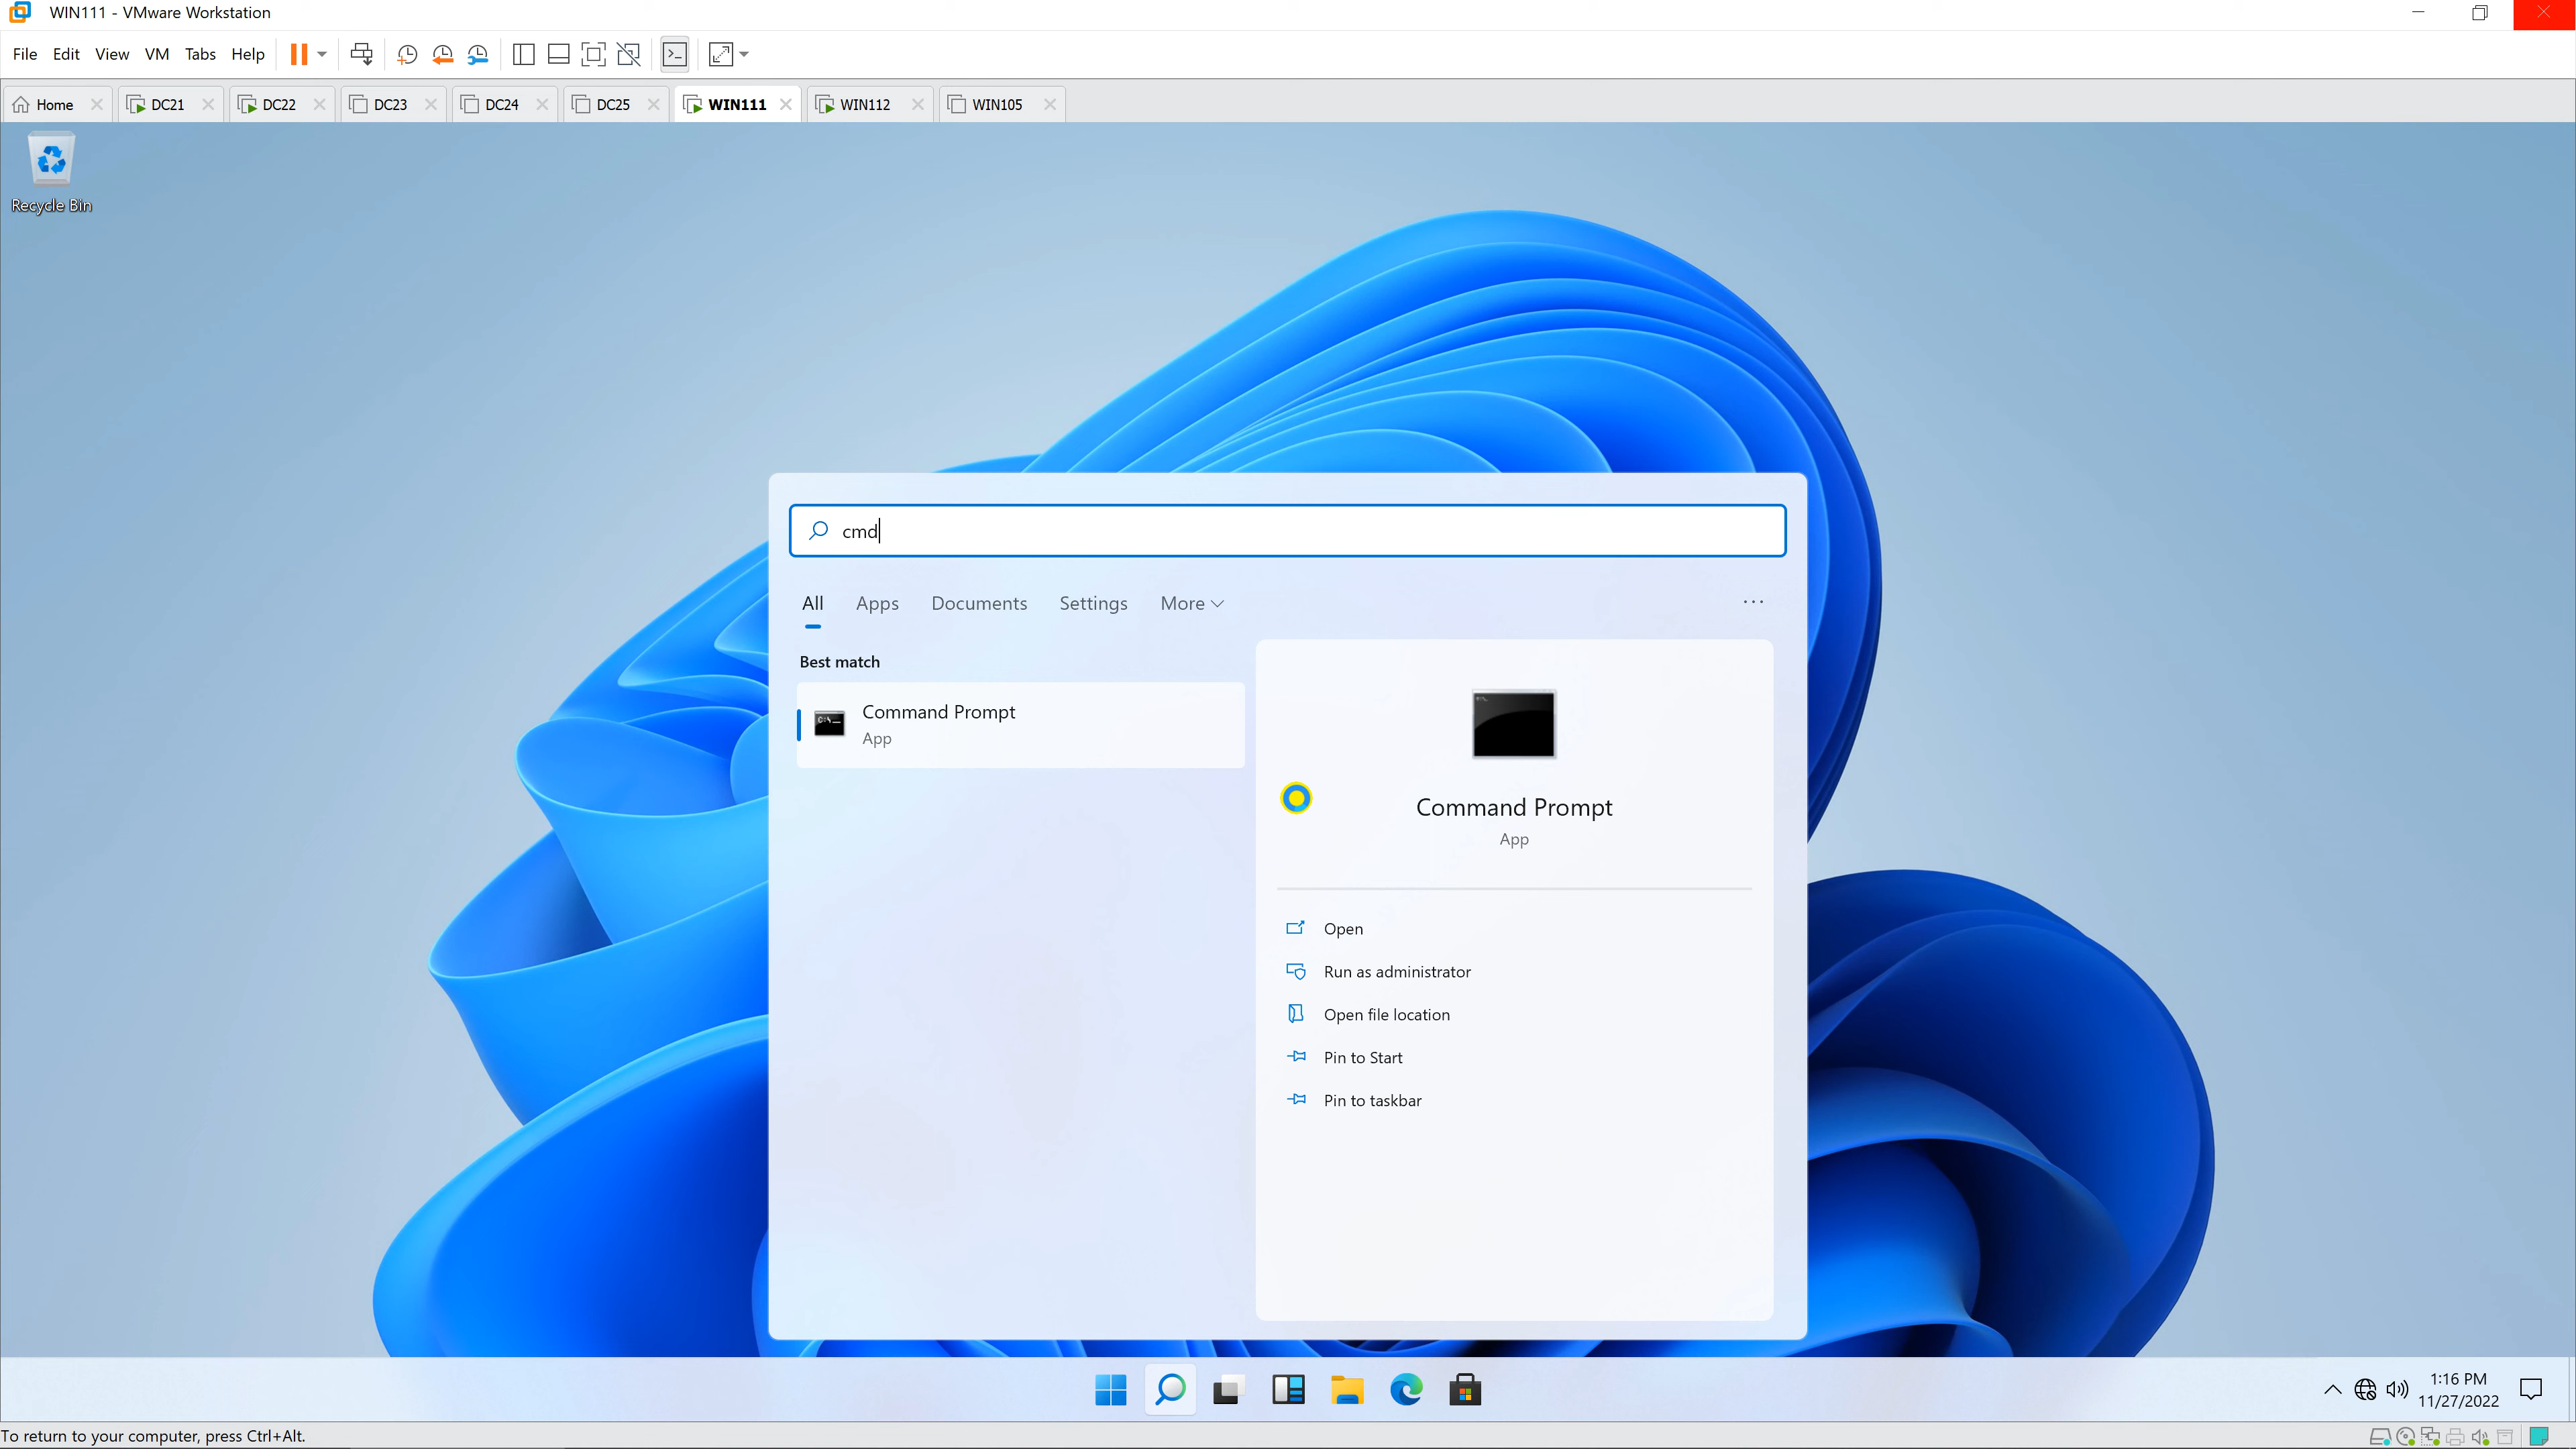 WIN111 - VMware Workstation
File Edit View VM Tabs Help
Home DC21 DC22 DC23 DC24 DC25 WIN111 WIN112 WIN105
Recycle Bin
cmd
All Apps Documents Settings More
Best match
Command Prompt
App
Command Prompt
App
Open
Run as administrator
Open file location
Pin to Start
Pin to taskbar
1:16 PM
11/27/2022
To return to your computer, press Ctrl+Alt.